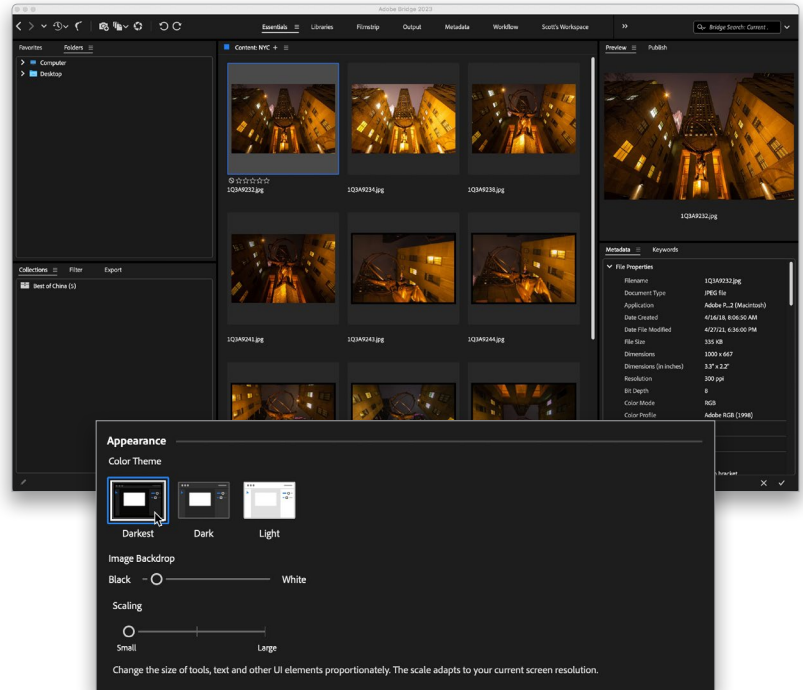 Adobe Bridge 2023
Essentials Libraries Filmstrip Output Metadata Workflow Scott's Workspace >> Bridge Search: Current .
Favorites Folders
Computer
Desktop
Content: NYC +
1Q3A9232.jpg 1Q3A9234.jpg 1Q3A9238.jpg
1Q3A9241.jpg 1Q3A9243.jpg 1Q3A9244.jpg
Preview Publish
1Q3A9232.jpg
Collections Filter Export
Best of China (5)
Metadata Keywords
File Properties
Filename 1Q3A9232.jpg
Document Type JPEG file
Application Adobe P...2 (Macintosh)
Date Created 4/16/18, 8:06:50 AM
Date File Modified 4/27/21, 6:36:00 PM
File Size 335 KB
Dimensions 1000 x 667
Dimensions (in inches) 3.3" x 2.2"
Resolution 300 ppi
Bit Depth 8
Color Mode RGB
Color Profile Adobe RGB (1998)
bracket
Appearance
Color Theme
Darkest Dark Light
Image Backdrop
Black White
Scaling
Small Large
Change the size of tools, text and other UI elements proportionately. The scale adapts to your current screen resolution.